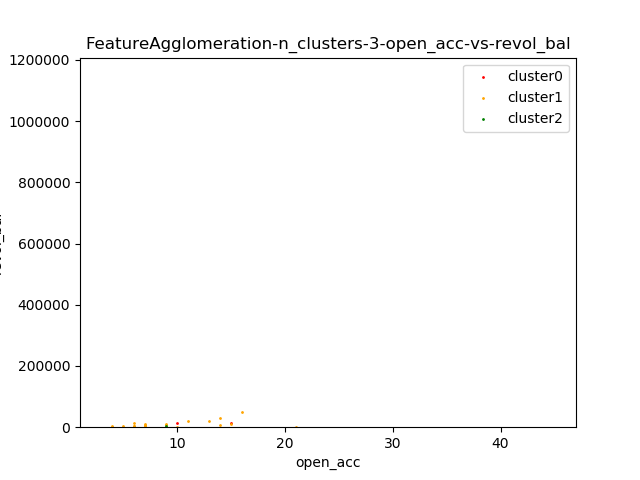 FeatureAgglomeration-n_clusters-3-open_acc-vs-revol_bal
cluster0
cluster1
cluster2
1200000
1000000
800000
600000
400000
200000
0
10
20
30
40
open_acc